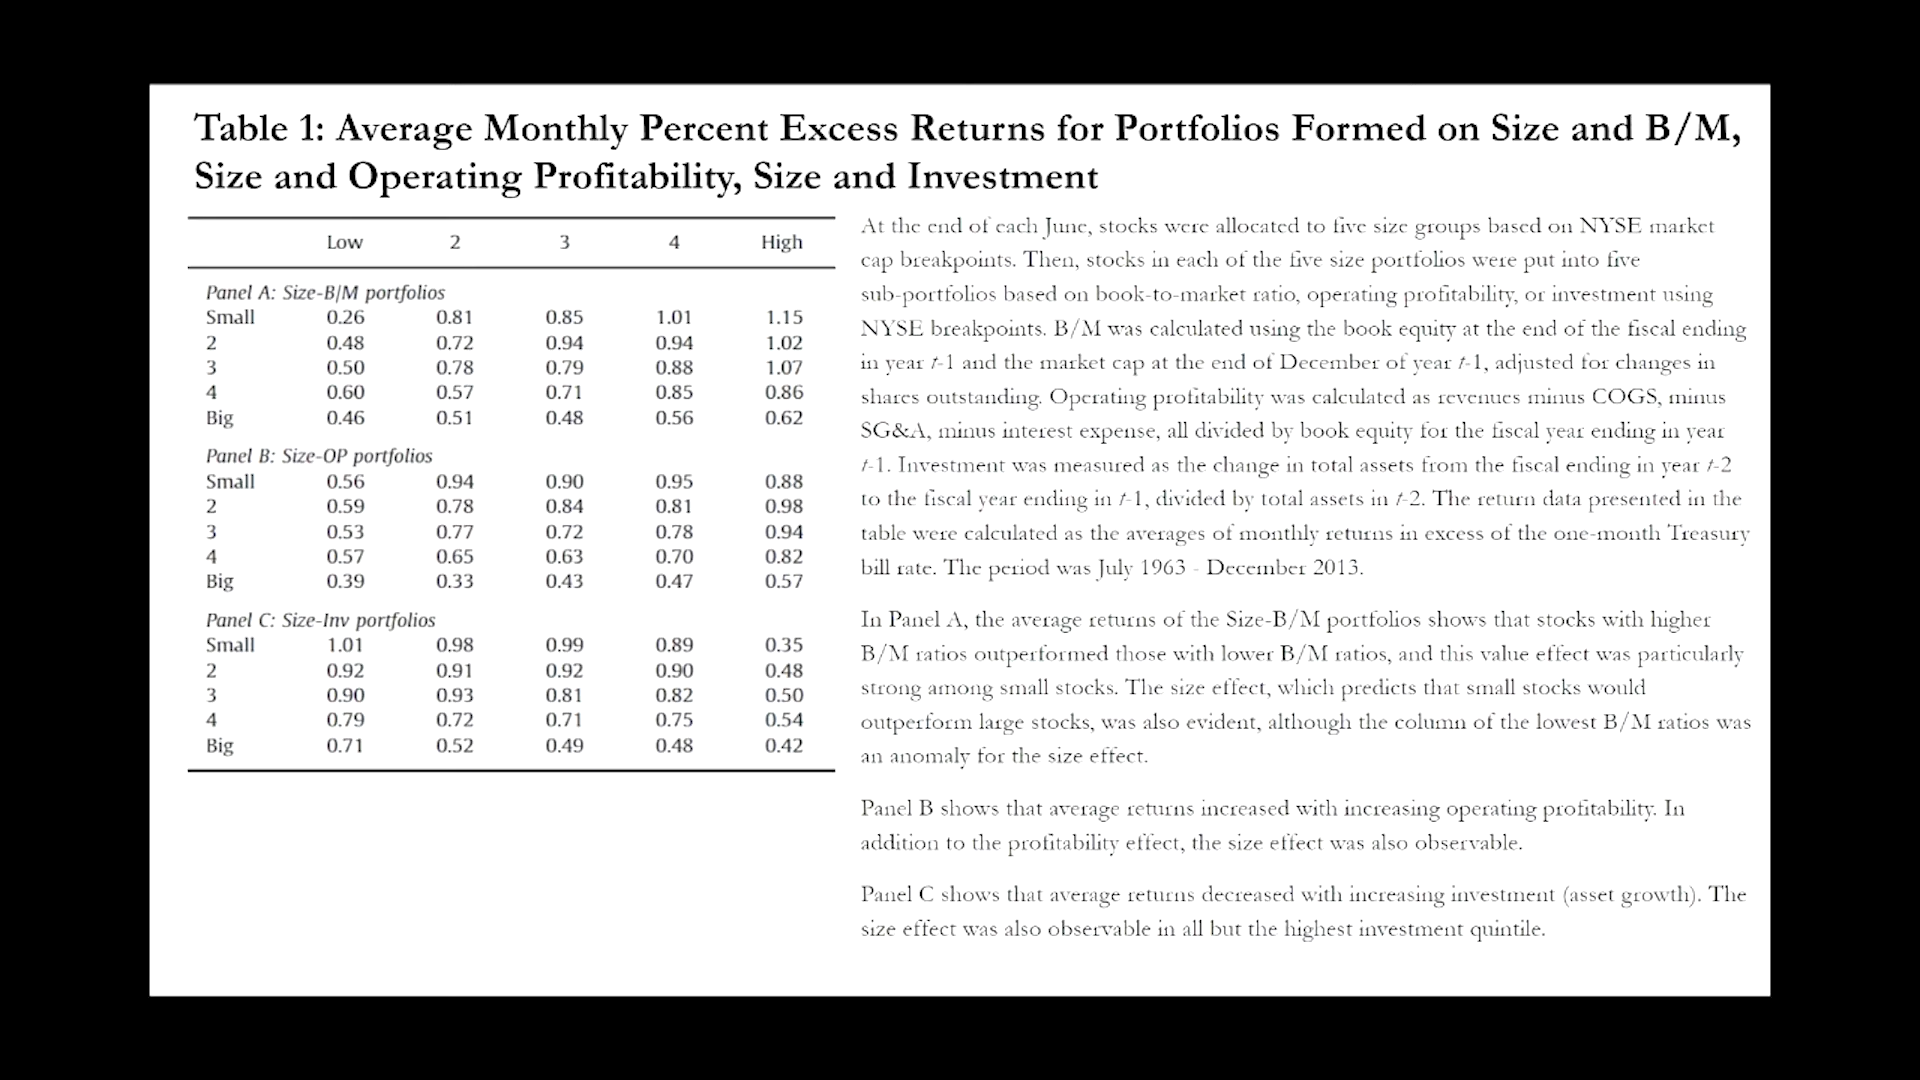 Table 1: Average Monthly Percent Excess Returns for Portfolios Formed on Size and B/M,
Size and Operating Profitability, Size and Investment
Low 2 3 4 High
Panel A: Size-B/M portfolios
Small 0.26 0.81 0.85 1.01 1.15
2 0.48 0.72 0.94 0.94 1.02
3 0.50 0.78 0.79 0.88 1.07
4 0.60 0.57 0.71 0.85 0.86
Big 0.46 0.51 0.48 0.56 0.62
Panel B: Size-OP portfolios
Small 0.56 0.94 0.90 0.95 0.88
2 0.59 0.78 0.84 0.81 0.98
3 0.53 0.77 0.72 0.78 0.94
4 0.57 0.65 0.63 0.70 0.82
Big 0.39 0.33 0.43 0.47 0.57
Panel C: Size-Inv portfolios
Small 1.01 0.98 0.99 0.89 0.35
2 0.92 0.91 0.92 0.90 0.48
3 0.90 0.93 0.81 0.82 0.50
4 0.79 0.72 0.71 0.75 0.54
Big 0.71 0.52 0.49 0.48 0.42
At the end of each June, stocks were allocated to five size groups based on NYSE market
cap breakpoints. Then, stocks in each of the five size portfolios were put into five
sub-portfolios based on book-to-market ratio, operating profitability, or investment using
NYSE breakpoints. B/M was calculated using the book equity at the end of the fiscal ending
in year t-1 and the market cap at the end of December of year t-1, adjusted for changes in
shares outstanding. Operating profitability was calculated as revenues minus COGS, minus
SG&A, minus interest expense, all divided by book equity for the fiscal year ending in year
t-1. Investment was measured as the change in total assets from the fiscal ending in year t-2
to the fiscal year ending in t-1, divided by total assets in t-2. The return data presented in the
table were calculated as the averages of monthly returns in excess of the one-month Treasury
bill rate. The period was July 1963 - December 2013.
In Panel A, the average returns of the Size-B/M portfolios shows that stocks with higher
B/M ratios outperformed those with lower B/M ratios, and this value effect was particularly
strong among small stocks. The size effect, which predicts that small stocks would
outperform large stocks, was also evident, although the column of the lowest B/M ratios was
an anomaly for the size effect.
Panel B shows that average returns increased with increasing operating profitability. In
addition to the profitability effect, the size effect was also observable.
Panel C shows that average returns decreased with increasing investment (asset growth). The
size effect was also observable in all but the highest investment quintile.